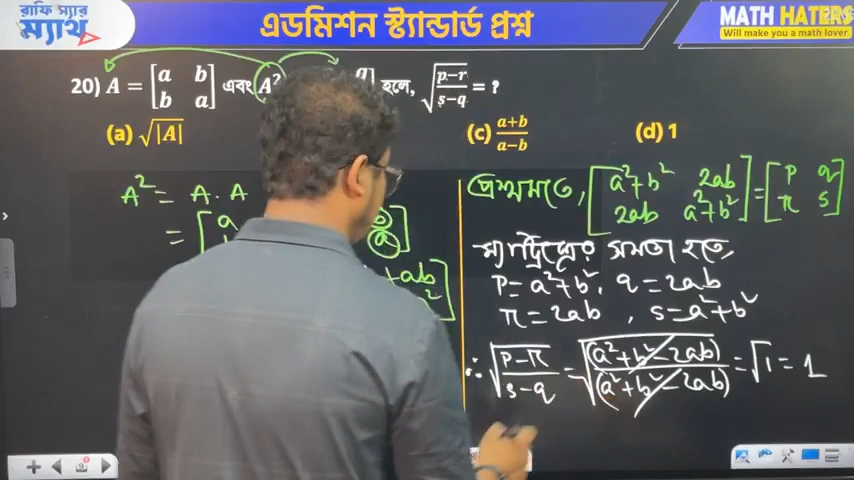 রাফি স্যার
ম্যাথ
এডমিশন স্ট্যান্ডার্ড প্রশ্ন
MATH HATERS
Will make you a math lover
20) A = [a b
b a] এবং A² q] হলে, √(p−r)/(s−q) = ?
(a) √|A|
(c) (a+b)/(a−b)
(d) 1
A² = A . A
= [a b]
a]
+ ab
²]
প্রশ্নমতে, [a²+b² 2ab
2ab a²+b²] = [p q
r s]
ম্যাট্রিক্সের সমতা হতে,
p = a²+b², q = 2ab
r = 2ab , s = a²+b²
∴ √(p−r)/(s−q) = √(a²+b²−2ab)/(a²+b²−2ab) = √1 = 1